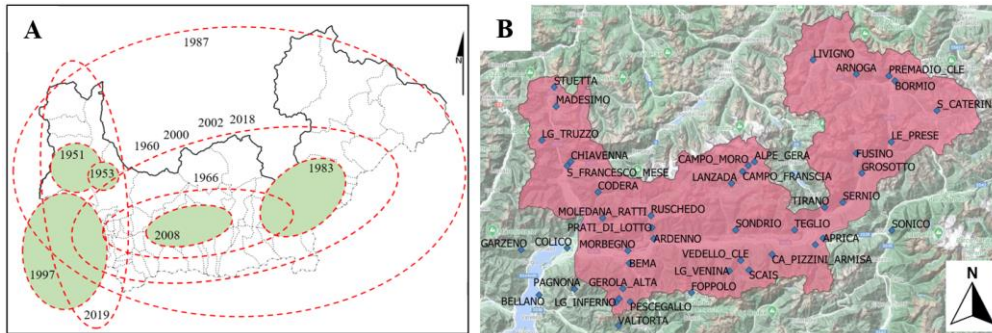 A
1987
N
2002 2018
2000
1960
1951
1953
1966
1983
2008
1997
2019
B
LIVIGNO
ARNOGA
PREMADIO_CLE
BORMIO
STUETTA
MADESIMO
S_CATERIN
LG_TRUZZO
LE_PRESE
CHIAVENNA
S_FRANCESCO_MESE
CAMPO_MORO
ALPE_GERA
FUSINO
CAMPO_FRANSCIA
GROSOTTO
LANZADA
CODERA
SERNIO
TIRANO
MOLEDANA_RATTI
RUSCHEDO
PRATI_DI_LOTTO
SONDRIO
TEGLIO
SONICO
ARDENNO
APRICA
GARZENO
COLICO
MORBEGNO
VEDELLO_CLE
CA_PIZZINI_ARMISA
BEMA
LG_VENINA
SCAIS
PAGNONA
GEROLA_ALTA
FOPPOLO
BELLANO
LG_INFERNO
PESCEGALLO
VALTORTA
N